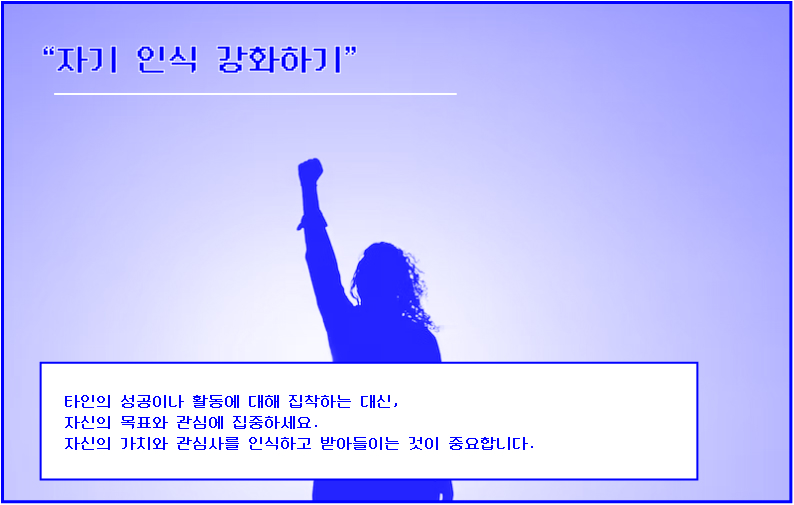 “자기 인식 강화하기”
타인의 성공이나 활동에 대해 집착하는 대신,
자신의 목표와 관심에 집중하세요.
자신의 가치와 관심사를 인식하고 받아들이는 것이 중요합니다.